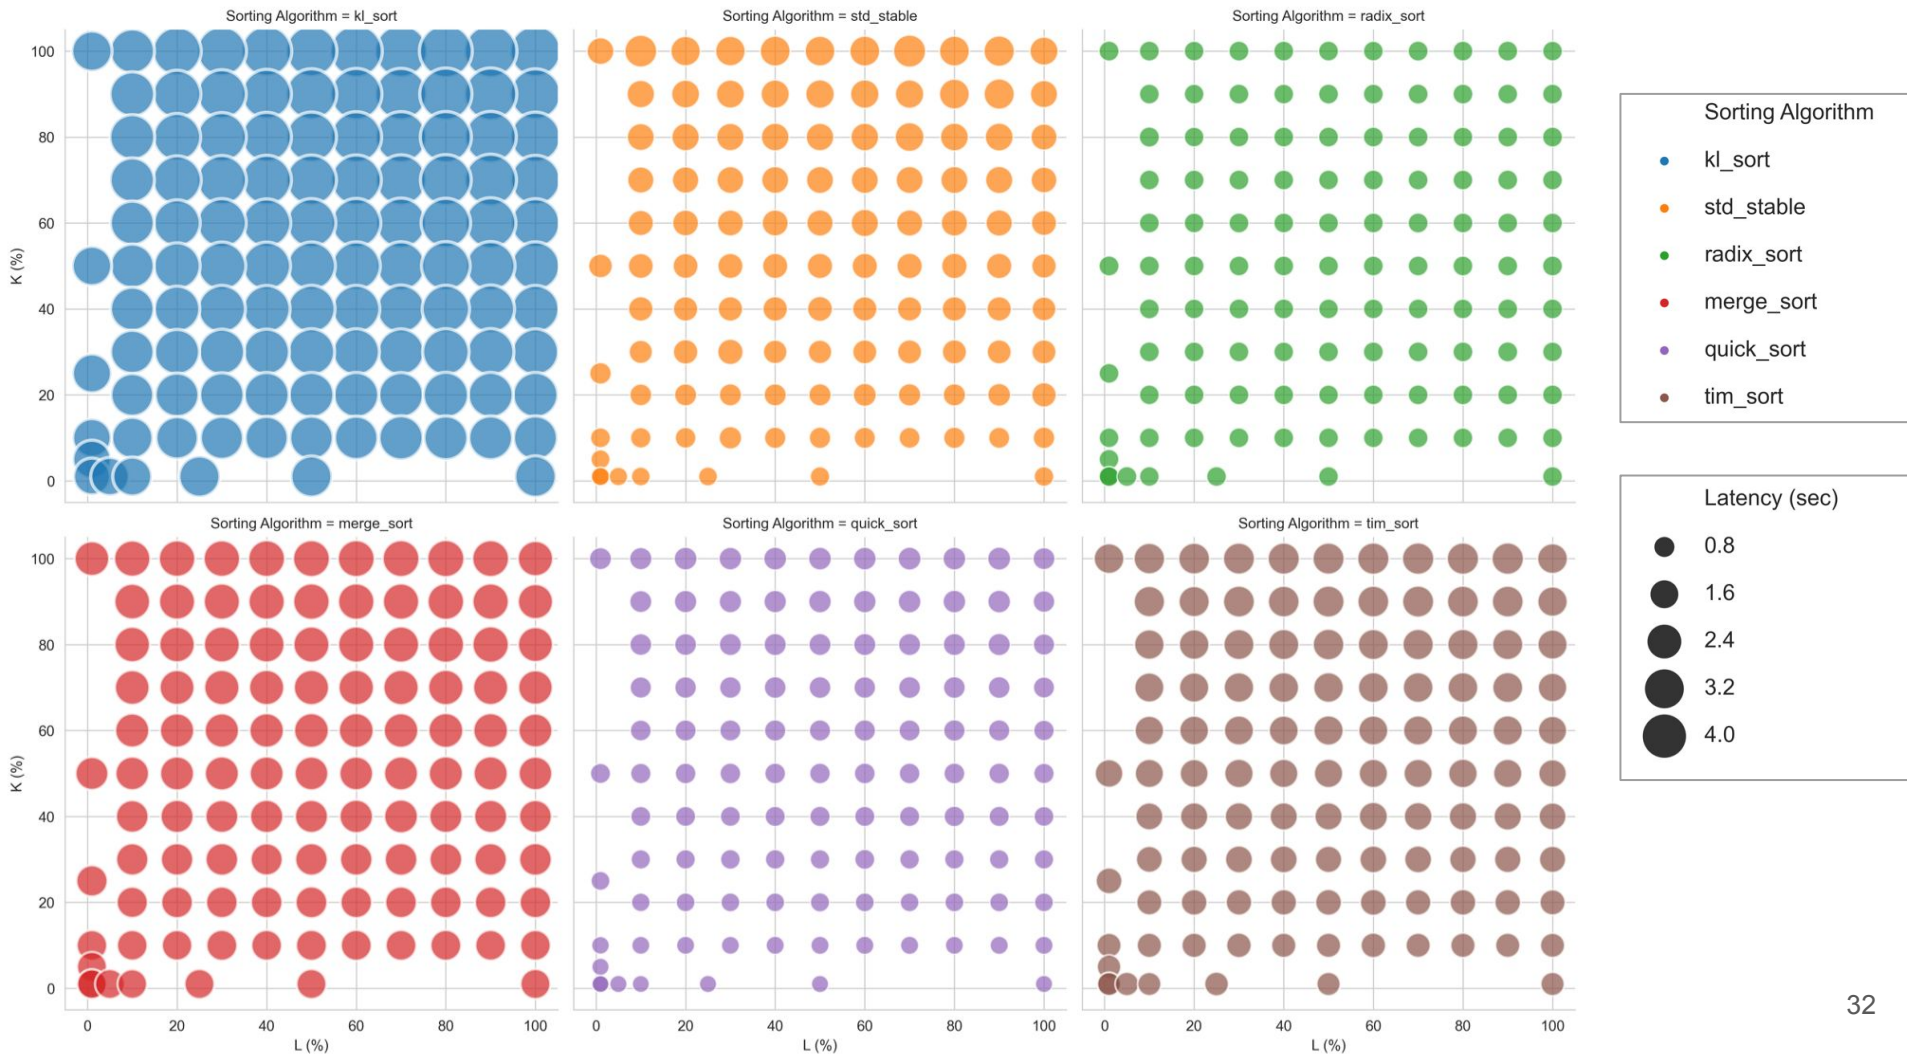 Sorting Algorithm = kl_sort
Sorting Algorithm = std_stable
Sorting Algorithm = radix_sort
100
80
60
40
20
0
K (%)
Sorting Algorithm = merge_sort
Sorting Algorithm = quick_sort
Sorting Algorithm = tim_sort
100
80
60
40
20
0
K (%)
0 20 40 60 80 100
L (%)
0 20 40 60 80 100
L (%)
0 20 40 60 80 100
L (%)
Sorting Algorithm
kl_sort
std_stable
radix_sort
merge_sort
quick_sort
tim_sort
Latency (sec)
0.8
1.6
2.4
3.2
4.0
32